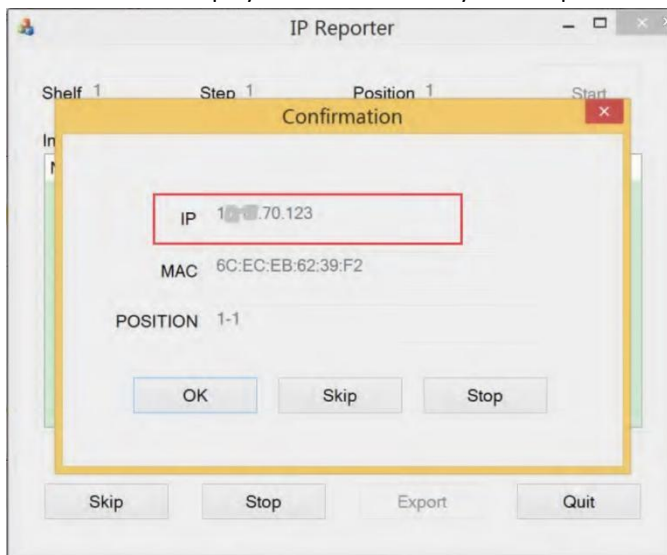 IP Reporter
Shelf 1 Step 1 Position 1 Start
Confirmation
IP .70.123
MAC 6C:EC:EB:62:39:F2
POSITION 1-1
OK Skip Stop
Skip Stop Export Quit